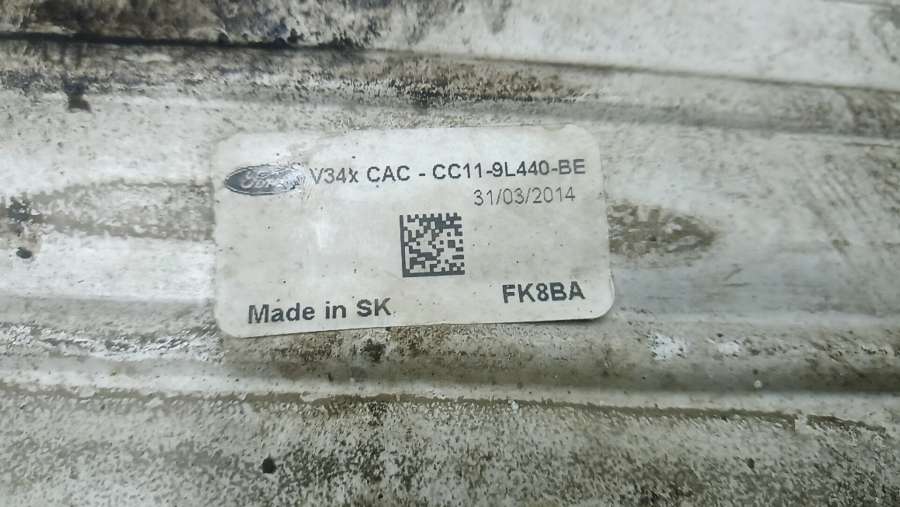 Ford V34x CAC - CC11-9L440-BE
31/03/2014
Made in SK FK8BA